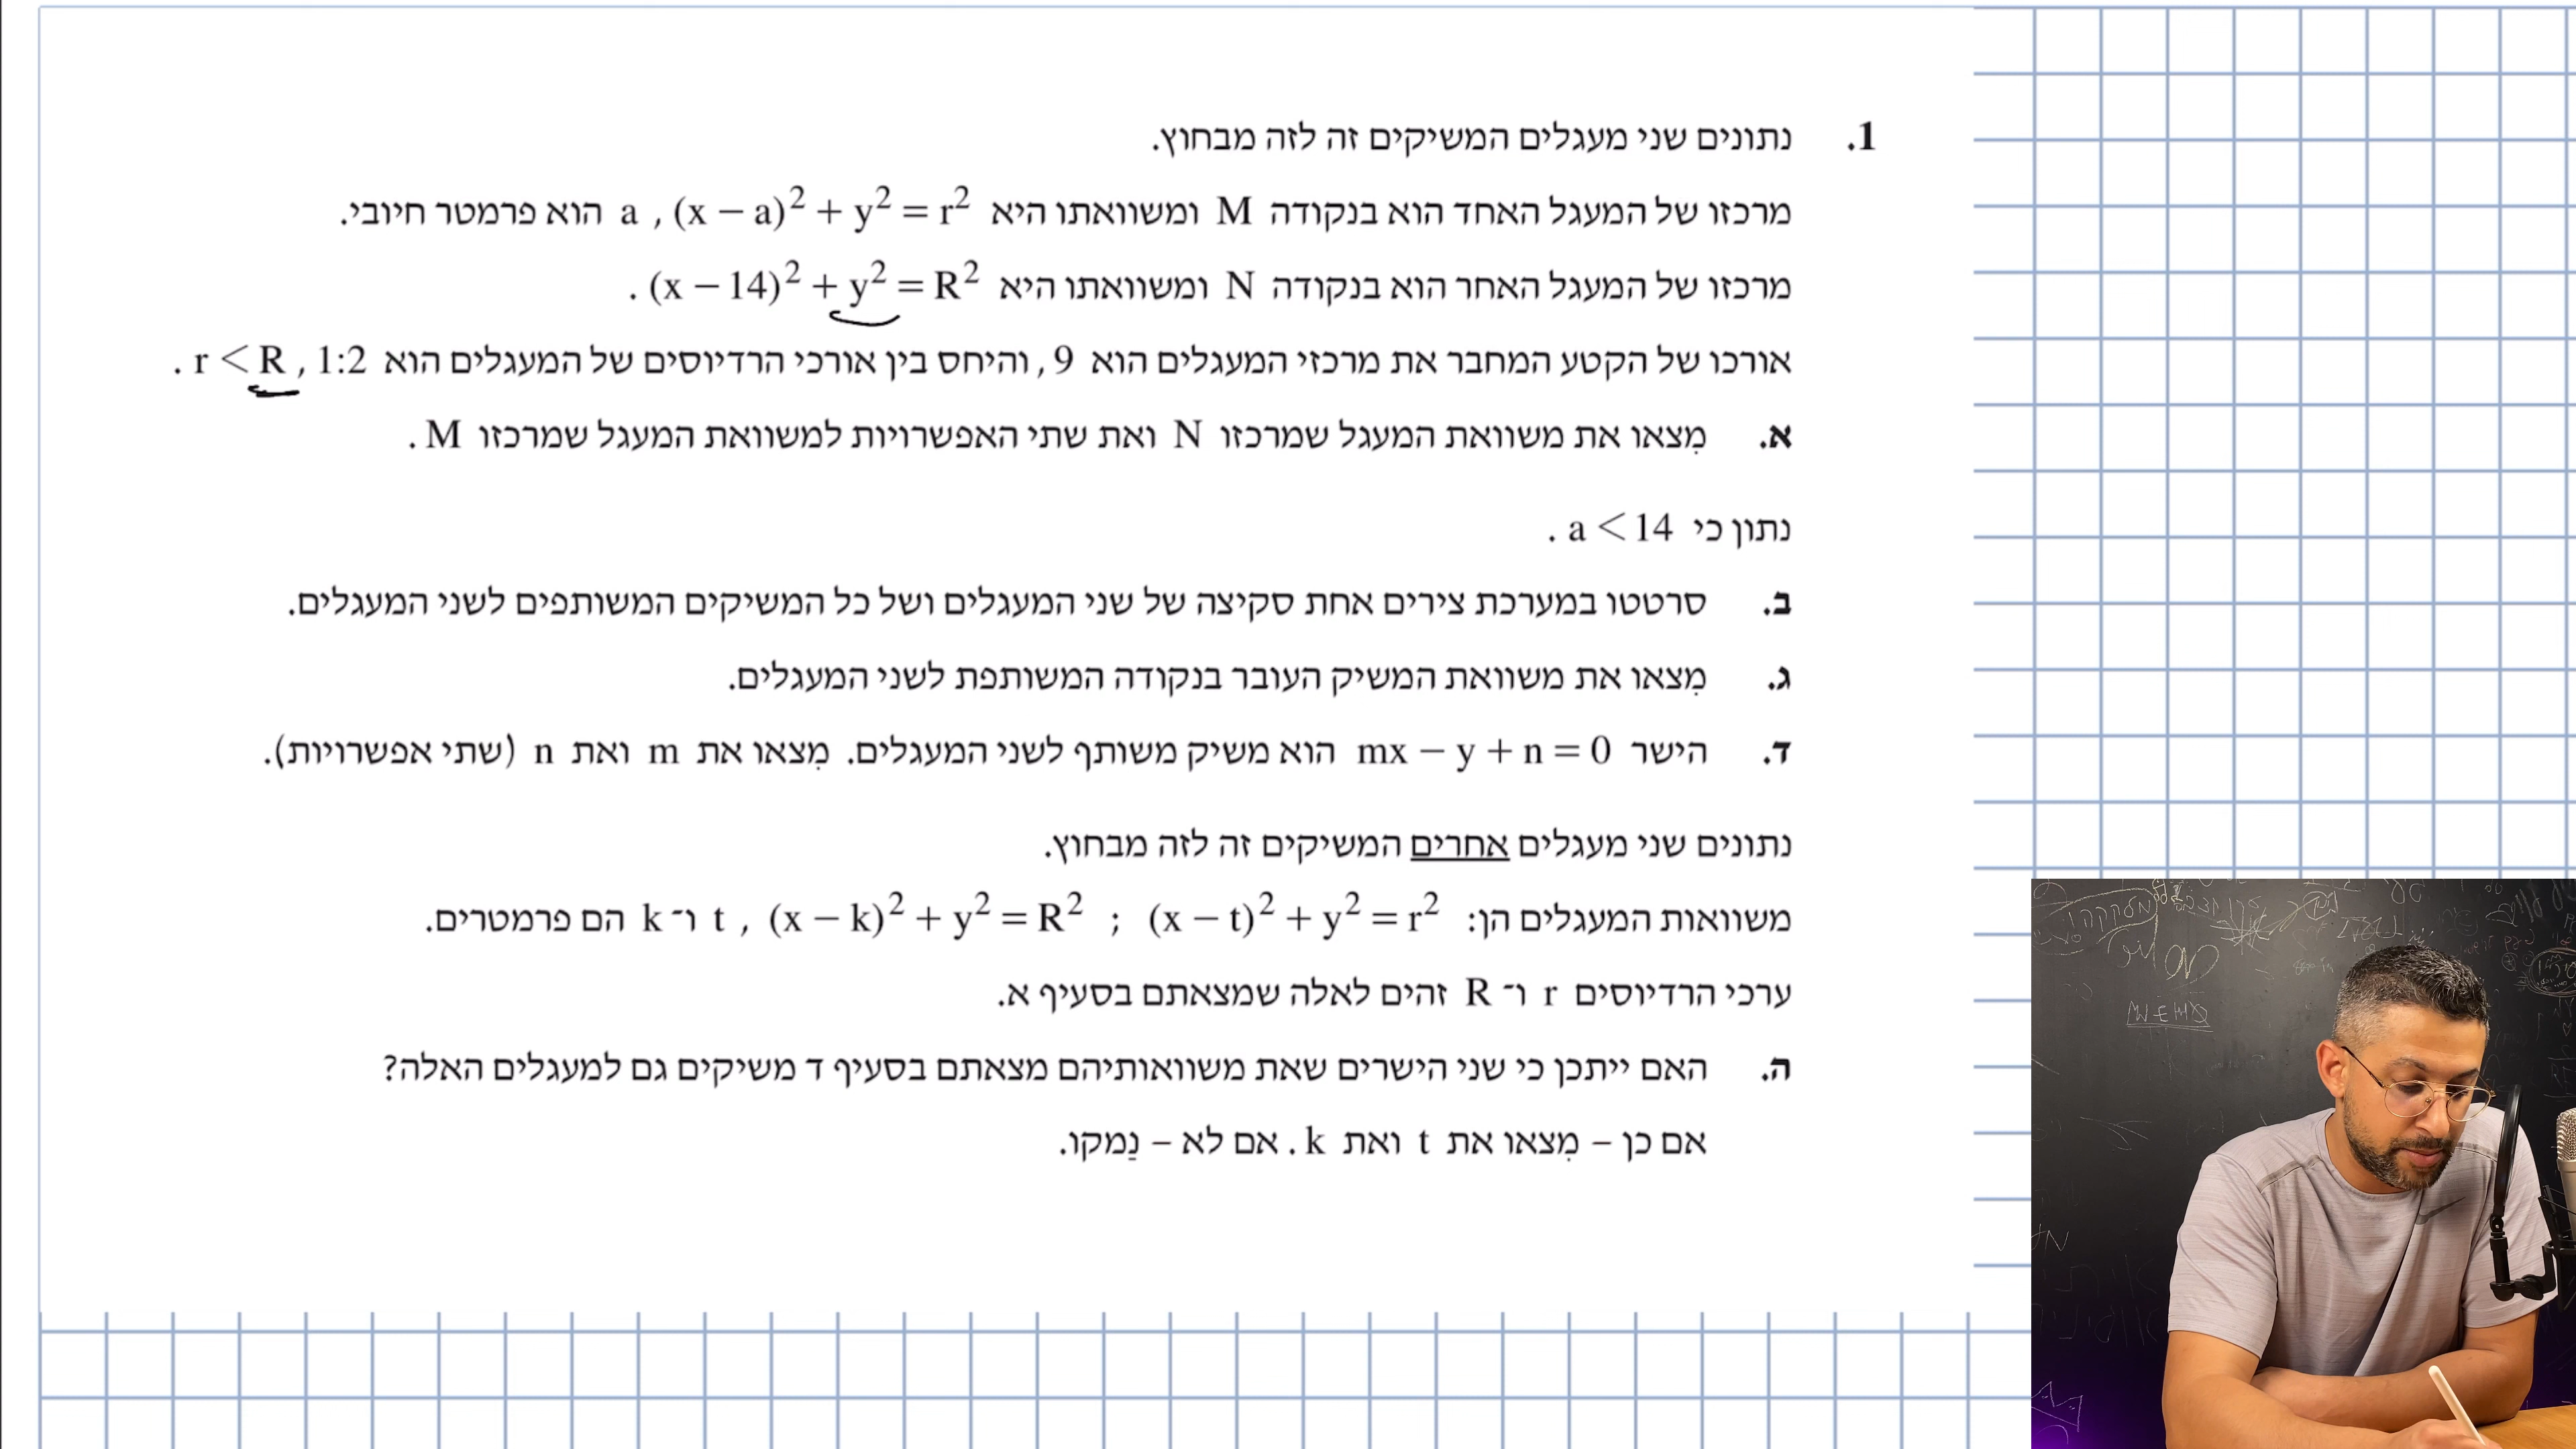 1. נתונים שני מעגלים המשיקים זה לזה מבחוץ.
מרכזו של המעגל האחד הוא בנקודה M ומשוואתו היא (x − a)² + y² = r² , a הוא פרמטר חיובי.
מרכזו של המעגל האחר הוא בנקודה N ומשוואתו היא (x − 14)² + y² = R² .
אורכו של הקטע המחבר את מרכזי המעגלים הוא 9 , והיחס בין אורכי הרדיוסים של המעגלים הוא 1:2 , r < R .
א. מִצאו את משוואת המעגל שמרכזו N ואת שתי האפשרויות למשוואת המעגל שמרכזו M .
נתון כי a < 14 .
ב. סרטטו במערכת צירים אחת סקיצה של שני המעגלים ושל כל המשיקים המשותפים לשני המעגלים.
ג. מִצאו את משוואת המשיק העובר בנקודה המשותפת לשני המעגלים.
ד. הישר mx − y + n = 0 הוא משיק משותף לשני המעגלים. מִצאו את m ואת n (שתי אפשרויות).
נתונים שני מעגלים אחרים המשיקים זה לזה מבחוץ.
משוואות המעגלים הן: (x − t)² + y² = r² ; (x − k)² + y² = R² , t ו־ k הם פרמטרים.
ערכי הרדיוסים r ו־ R זהים לאלה שמצאתם בסעיף א.
ה. האם ייתכן כי שני הישרים שאת משוואותיהם מצאתם בסעיף ד משיקים גם למעגלים האלה?
אם כן – מִצאו את t ואת k . אם לא – נַמקו.